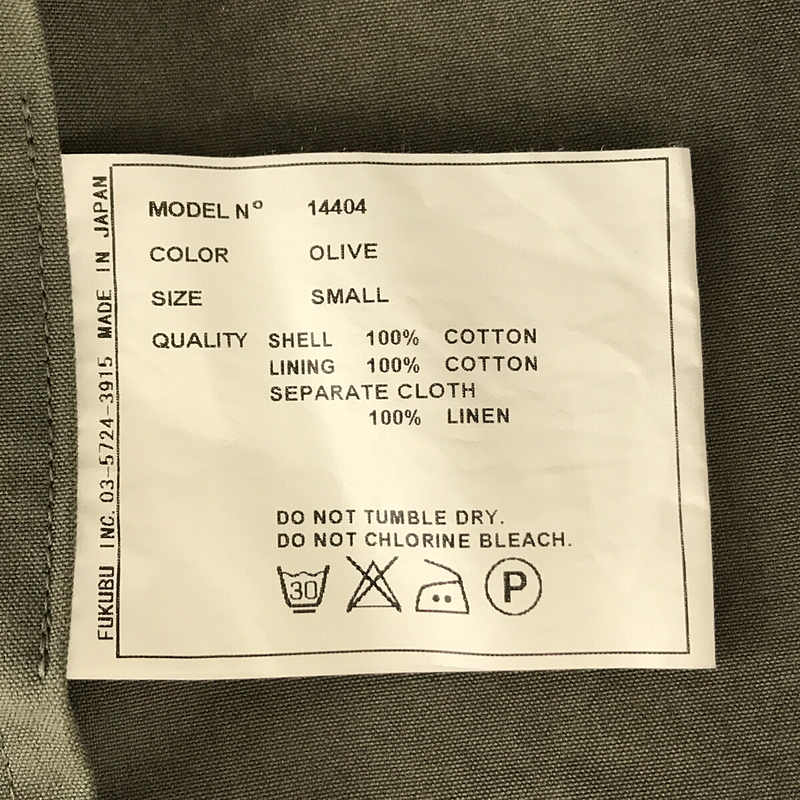 MODEL Nº 14404
COLOR OLIVE
SIZE SMALL
QUALITY SHELL 100% COTTON
LINING 100% COTTON
SEPARATE CLOTH
100% LINEN
DO NOT TUMBLE DRY.
DO NOT CHLORINE BLEACH.
30 P
FUKUBU INC. 03-5724-3915 MADE IN JAPAN